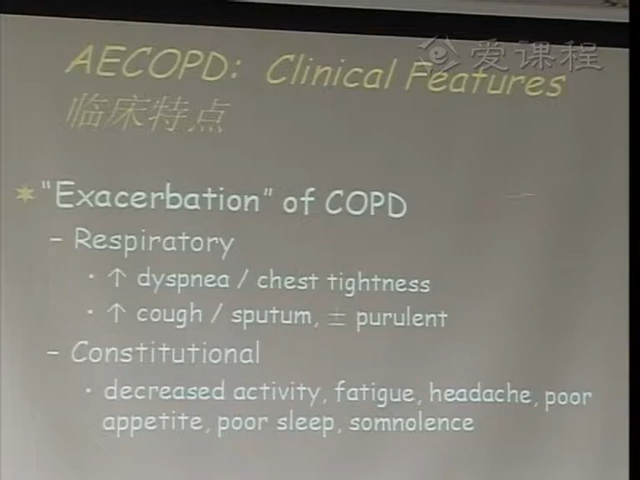 爱课程
AECOPD: Clinical Features
临床特点
"Exacerbation" of COPD
– Respiratory
• ↑ dyspnea / chest tightness
• ↑ cough / sputum, ± purulent
– Constitutional
• decreased activity, fatigue, headache, poor
appetite, poor sleep, somnolence